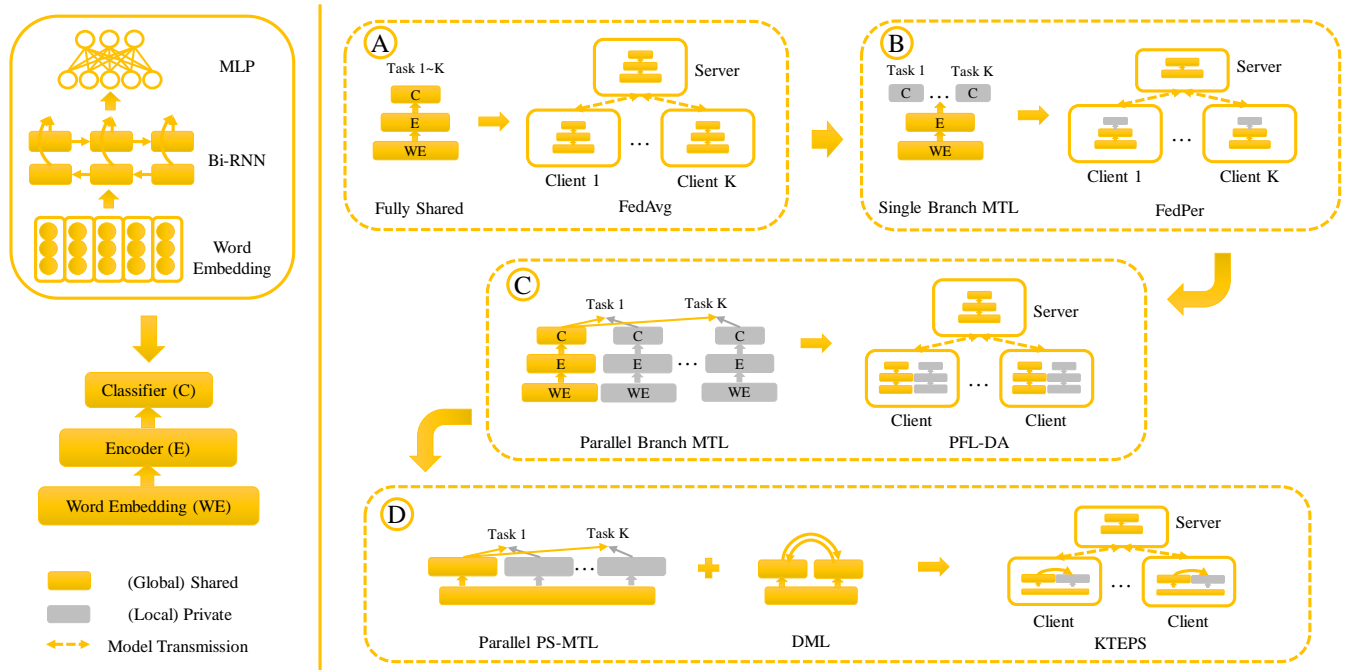 MLP
Bi-RNN
Word
Embedding
Classifier (C)
Encoder (E)
Word Embedding (WE)
(Global) Shared
(Local) Private
Model Transmission
A
Task 1~K
C
E
WE
Fully Shared
Server
...
Client 1
Client K
FedAvg
B
Task 1
Task K
C
...
C
E
WE
Single Branch MTL
Server
...
Client 1
Client K
FedPer
C
Task 1
Task K
C
C
C
E
E
...
E
WE
WE
WE
Parallel Branch MTL
Server
...
Client
Client
PFL-DA
D
Task 1
Task K
...
Parallel PS-MTL
DML
Server
...
Client
Client
KTEPS